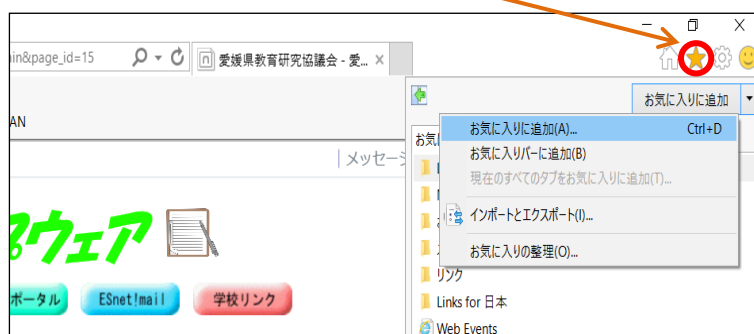 in&page_id=15
愛媛県教育研究協議会 - 愛...
お気に入りに追加
AN
お気に入りに追加(A)... Ctrl+D
お気に入りバーに追加(B)
現在のすべてのタブをお気に入りに追加(T)...
インポートとエクスポート(I)...
お気に入りの整理(O)...
お気
メッセー
ウェア
ポータル
ESnet!mail
学校リンク
リンク
Links for 日本
Web Events